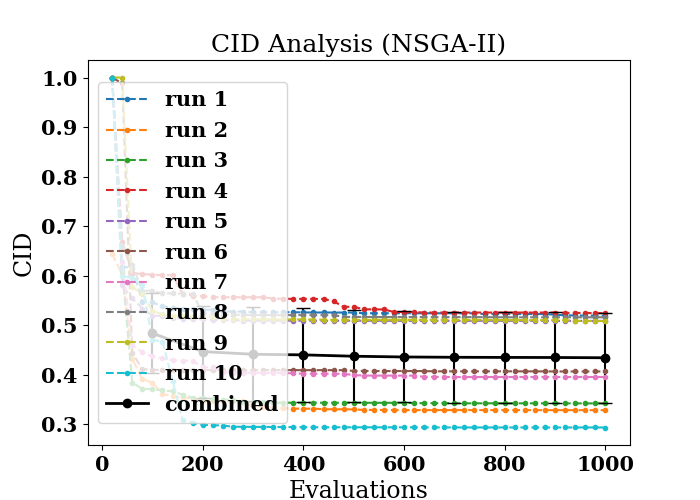 CID Analysis (NSGA-II)
1.0
0.9
0.8
0.7
0.6
0.5
0.4
0.3
CID
run 1
run 2
run 3
run 4
run 5
run 6
run 7
run 8
run 9
run 10
combined
0 200 400 600 800 1000
Evaluations